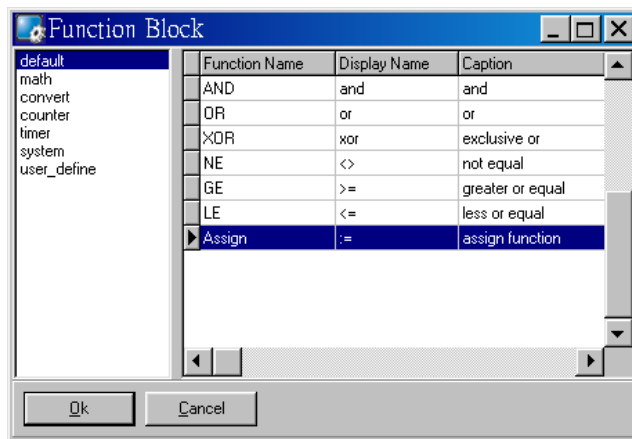 Function Block
default
math
convert
counter
timer
system
user_define
Function Name Display Name Caption
AND and and
OR or or
XOR xor exclusive or
NE <> not equal
GE >= greater or equal
LE <= less or equal
Assign := assign function
Ok Cancel